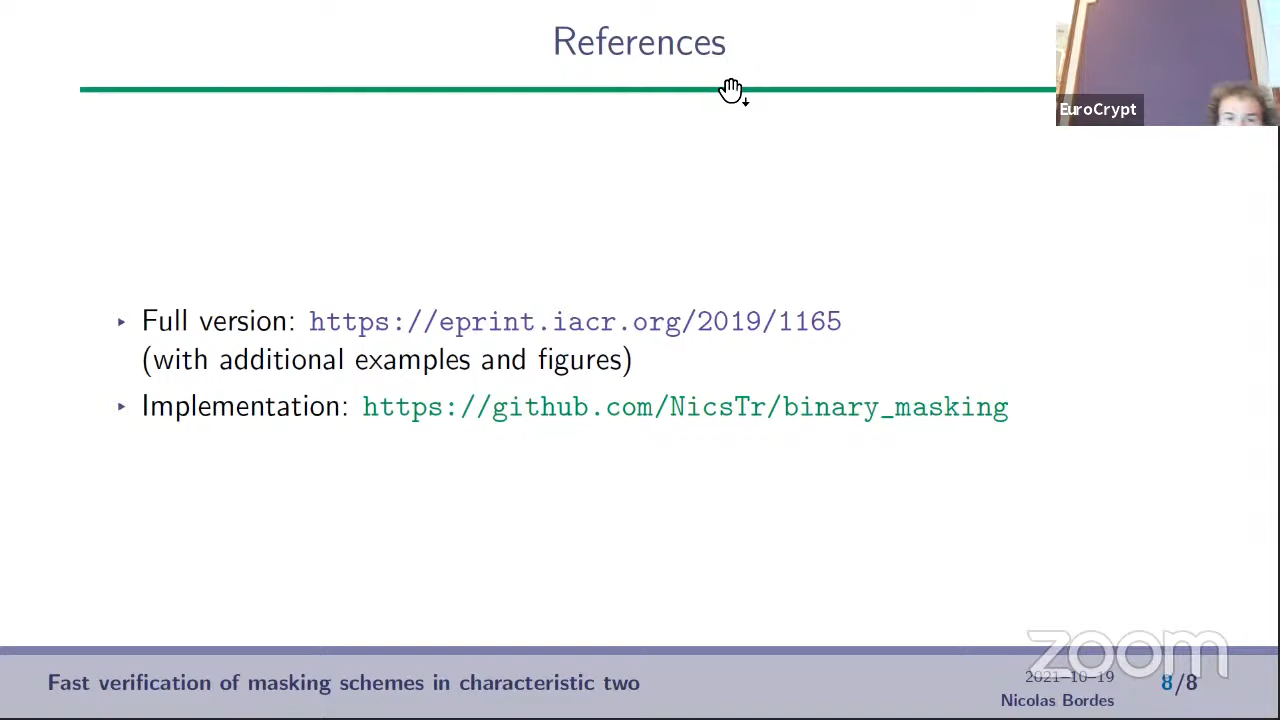 References
EuroCrypt
‣ Full version: https://eprint.iacr.org/2019/1165
(with additional examples and figures)
‣ Implementation: https://github.com/NicsTr/binary_masking
zoom
Fast verification of masking schemes in characteristic two
2021-10-19
Nicolas Bordes
8/8